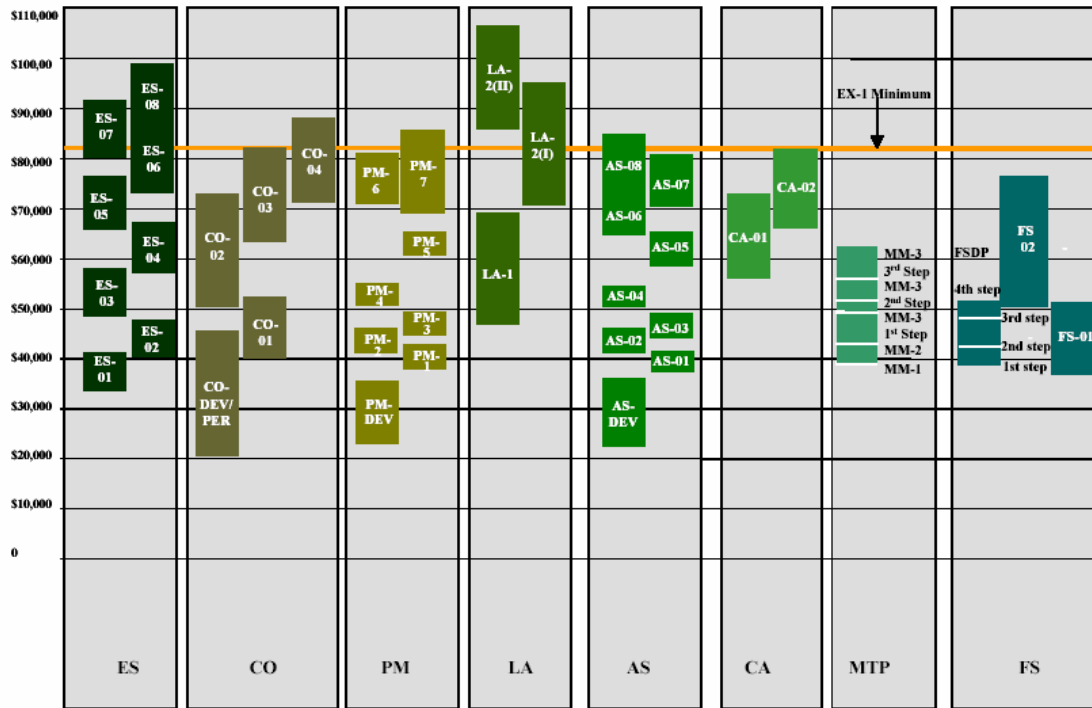 $110,000
$100,00
$90,000
$80,000
$70,000
$60,000
$50,000
$40,000
$30,000
$20,000
$10,000
0
ES-
07
ES-
08
ES-
06
ES-
05
ES-
04
ES-
03
ES-
02
ES-
01
ES
CO-
04
CO-
03
CO-
02
CO-
01
CO-
DEV/
PER
CO
PM-
6
PM-
7
PM-
5
PM-
4
PM-
3
PM-
2
PM-
1
PM-
DEV
PM
LA-
2(II)
LA-
2(I)
LA-1
LA
AS-08
AS-07
AS-06
AS-05
AS-04
AS-03
AS-02
AS-01
AS-
DEV
AS
CA-02
CA-01
CA
EX-1 Minimum
MM-3
3rd Step
MM-3
2nd Step
MM-3
1st Step
MM-2
MM-1
MTP
FSDP
4th step
3rd step
2nd step
1st step
FS
02
FS-01
FS